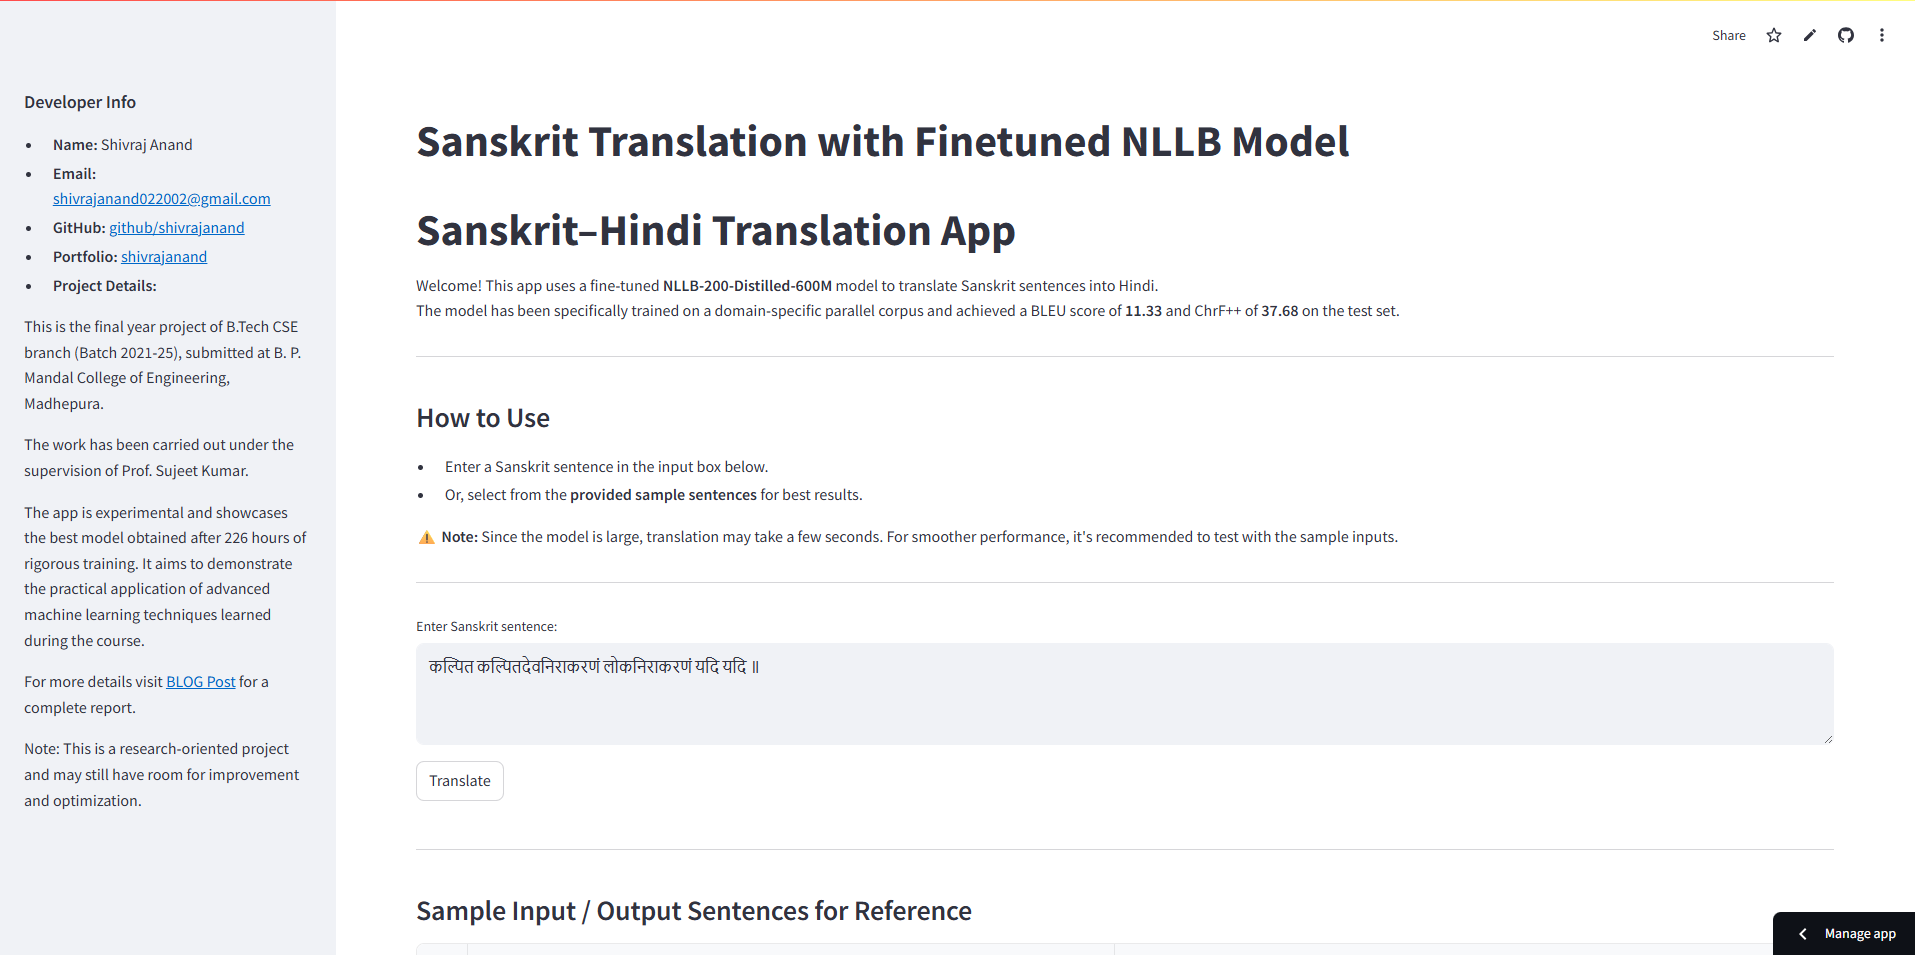 Share
Developer Info
Name: Shivraj Anand
Email:
shivrajanand022002@gmail.com
GitHub: github/shivrajanand
Portfolio: shivrajanand
Project Details:
This is the final year project of B.Tech CSE
branch (Batch 2021-25), submitted at B. P.
Mandal College of Engineering,
Madhepura.
The work has been carried out under the
supervision of Prof. Sujeet Kumar.
The app is experimental and showcases
the best model obtained after 226 hours of
rigorous training. It aims to demonstrate
the practical application of advanced
machine learning techniques learned
during the course.
For more details visit BLOG Post for a
complete report.
Note: This is a research-oriented project
and may still have room for improvement
and optimization.
Sanskrit Translation with Finetuned NLLB Model
Sanskrit–Hindi Translation App
Welcome! This app uses a fine-tuned NLLB-200-Distilled-600M model to translate Sanskrit sentences into Hindi.
The model has been specifically trained on a domain-specific parallel corpus and achieved a BLEU score of 11.33 and ChrF++ of 37.68 on the test set.
How to Use
Enter a Sanskrit sentence in the input box below.
Or, select from the provided sample sentences for best results.
⚠️ Note: Since the model is large, translation may take a few seconds. For smoother performance, it's recommended to test with the sample inputs.
Enter Sanskrit sentence:
कल्पित कल्पितदेवनिराकरणं लोकनिराकरणं यदि यदि ॥
Translate
Sample Input / Output Sentences for Reference
Manage app